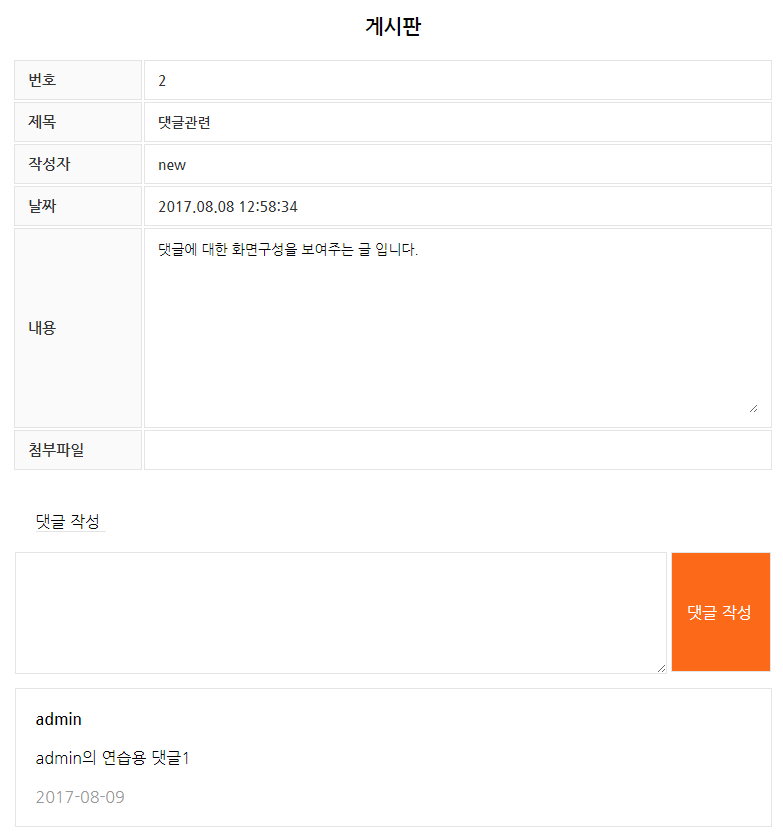 게시판
번호 2
제목 댓글관련
작성자 new
날짜 2017.08.08 12:58:34
내용 댓글에 대한 화면구성을 보여주는 글 입니다.
첨부파일
댓글 작성
댓글 작성
admin
admin의 연습용 댓글1
2017-08-09